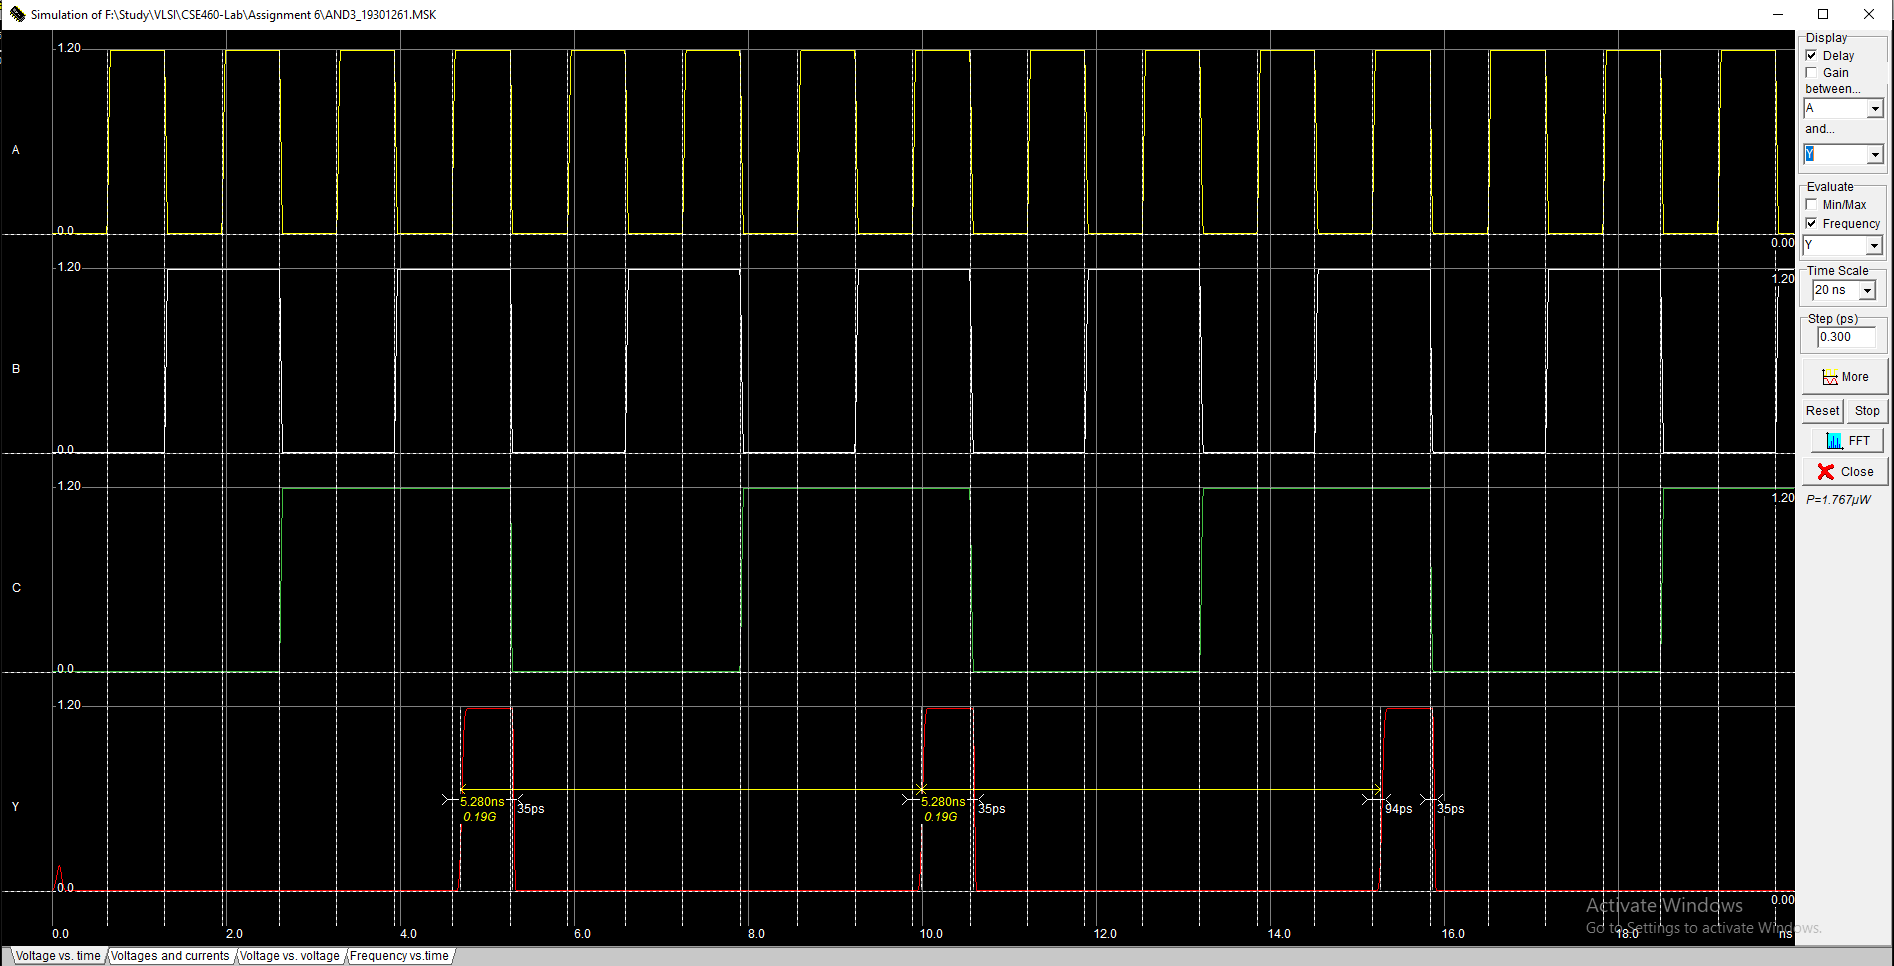 Simulation of F:\Study\VLSI\CSE460-Lab\Assignment 6\AND3_19301261.MSK
1.20
A
0.0
0.00
1.20
1.20
B
0.0
1.20
1.20
C
0.0
1.20
Y
5.280ns
0.19G
35ps
5.280ns
0.19G
35ps
94ps
35ps
0.0
0.00
0.0 2.0 4.0 6.0 8.0 10.0 12.0 14.0 16.0 18.0 ns
Voltage vs. time Voltages and currents Voltage vs. voltage Frequency vs.time
Display
Delay
Gain
between...
A
and...
Y
Evaluate
Min/Max
Frequency
Y
Time Scale
20 ns
Step (ps)
0.300
More
Reset Stop
FFT
Close
P=1.767µW
Activate Windows
Go to Settings to activate Windows.